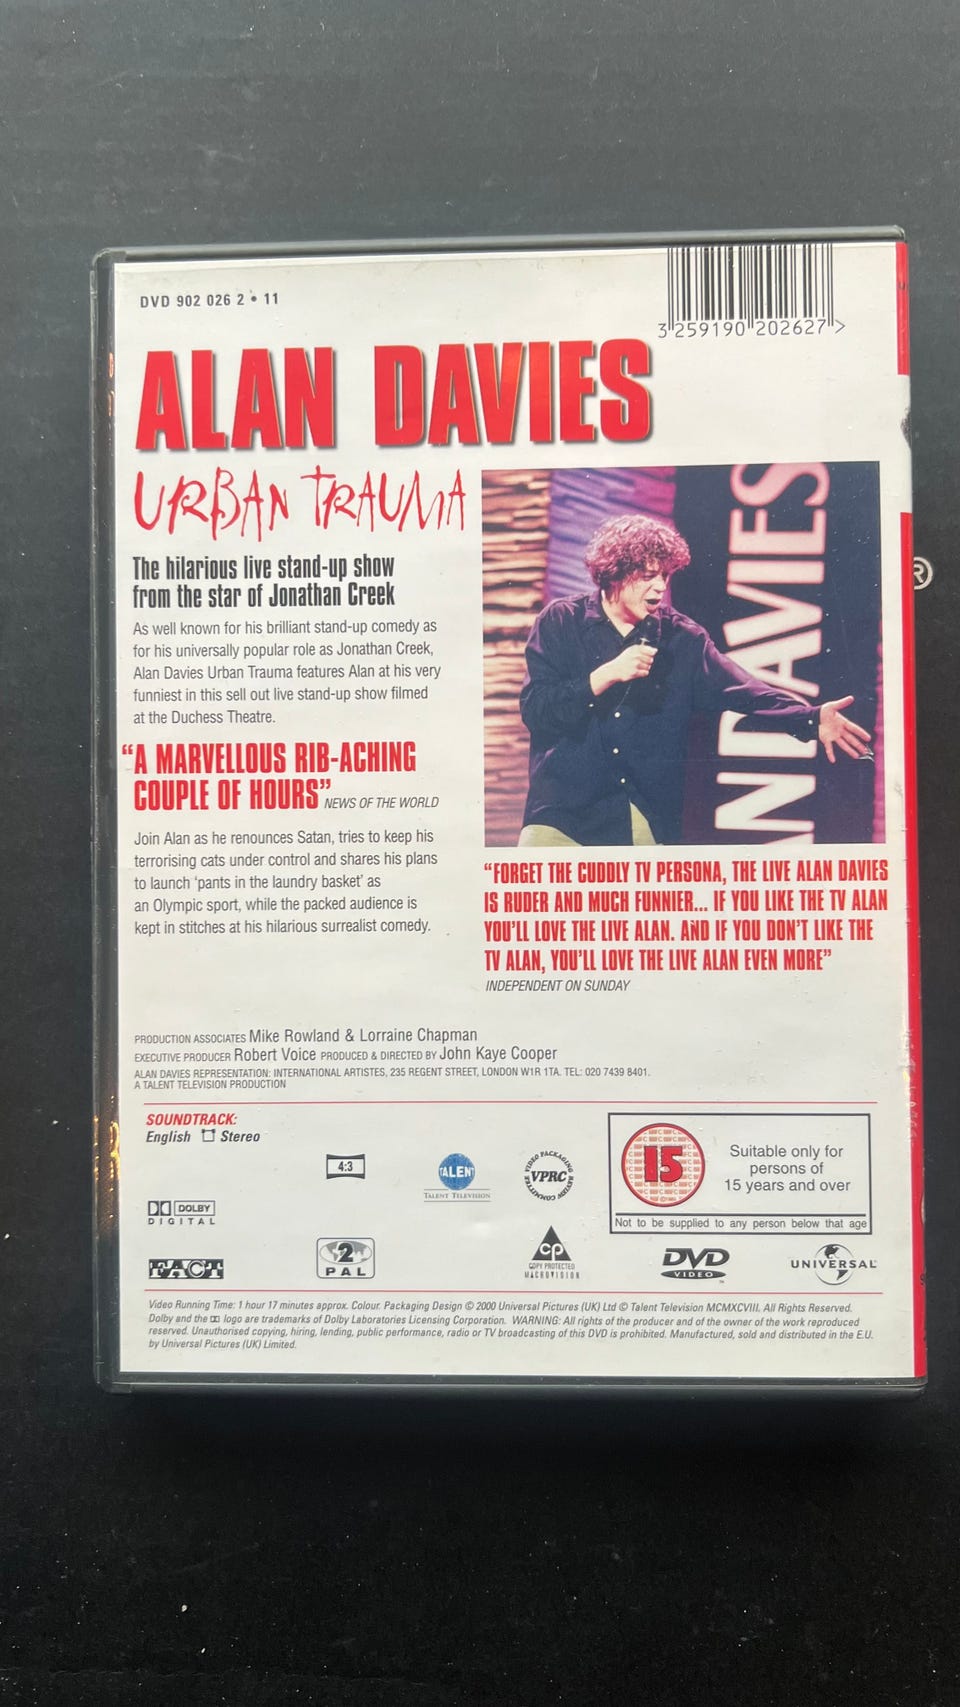 DVD 902 026 2 • 11
3 259190 202627 >
ALAN DAVIES
URBAN TRAUMA
The hilarious live stand-up show
from the star of Jonathan Creek
As well known for his brilliant stand-up comedy as
for his universally popular role as Jonathan Creek,
Alan Davies Urban Trauma features Alan at his very
funniest in this sell out live stand-up show filmed
at the Duchess Theatre.
“A MARVELLOUS RIB-ACHING
COUPLE OF HOURS” NEWS OF THE WORLD
Join Alan as he renounces Satan, tries to keep his
terrorising cats under control and shares his plans
to launch ‘pants in the laundry basket’ as
an Olympic sport, while the packed audience is
kept in stitches at his hilarious surrealist comedy.
AN DAVIES
®
“FORGET THE CUDDLY TV PERSONA, THE LIVE ALAN DAVIES
IS RUDER AND MUCH FUNNIER... IF YOU LIKE THE TV ALAN
YOU’LL LOVE THE LIVE ALAN. AND IF YOU DON’T LIKE THE
TV ALAN, YOU’LL LOVE THE LIVE ALAN EVEN MORE”
INDEPENDENT ON SUNDAY
PRODUCTION ASSOCIATES Mike Rowland & Lorraine Chapman
EXECUTIVE PRODUCER Robert Voice PRODUCED & DIRECTED BY John Kaye Cooper
ALAN DAVIES REPRESENTATION: INTERNATIONAL ARTISTES, 235 REGENT STREET, LONDON W1R 1TA. TEL: 020 7439 8401.
A TALENT TELEVISION PRODUCTION
SOUNDTRACK:
English Stereo
4:3
TALENT
TALENT TELEVISION
VIDEO PACKAGING REVIEW COMMITTEE
VPRC
15
Suitable only for
persons of
15 years and over
Not to be supplied to any person below that age
DOLBY
DIGITAL
FACT
2
PAL
CP
COPY PROTECTED
MACROVISION
DVD
VIDEO
TM
UNIVERSAL
Video Running Time: 1 hour 17 minutes approx. Colour. Packaging Design © 2000 Universal Pictures (UK) Ltd © Talent Television MCMXCVIII. All Rights Reserved.
Dolby and the logo are trademarks of Dolby Laboratories Licensing Corporation. WARNING: All rights of the producer and of the owner of the work reproduced
reserved. Unauthorised copying, hiring, lending, public performance, radio or TV broadcasting of this DVD is prohibited. Manufactured, sold and distributed in the E.U.
by Universal Pictures (UK) Limited.